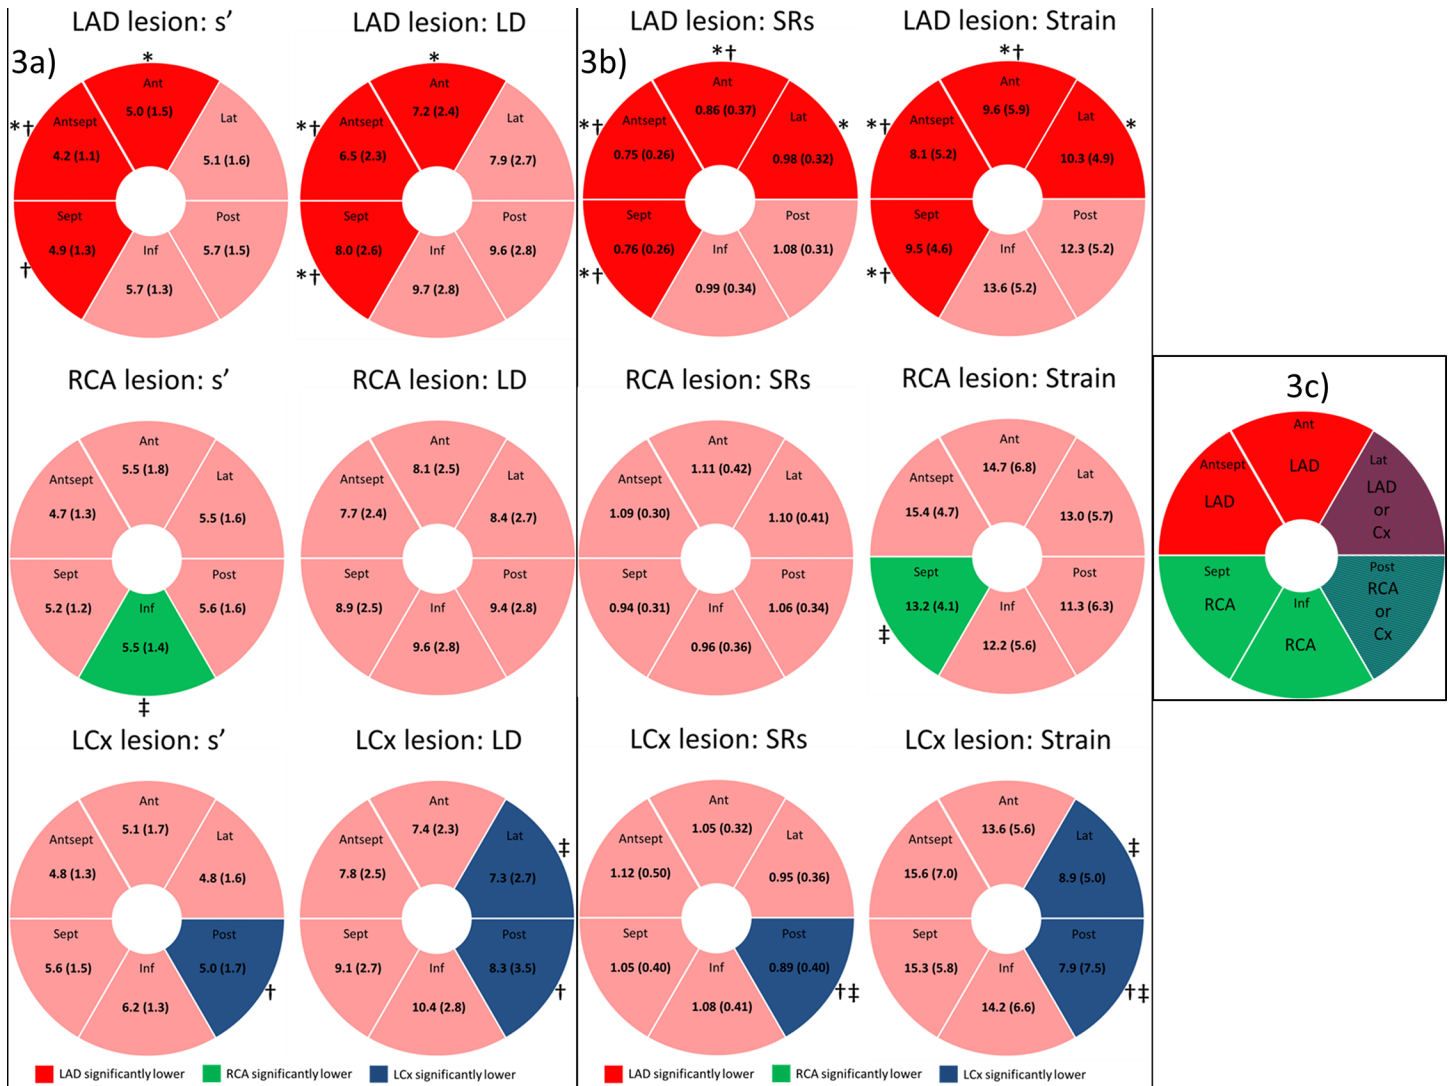 LAD lesion: s’
LAD lesion: LD
LAD lesion: SRs
LAD lesion: Strain
3a)
3b)
*
Ant
5.0 (1.5)
Lat
5.1 (1.6)
*†
Antsept
4.2 (1.1)
Sept
4.9 (1.3)
†
Inf
5.7 (1.3)
Post
5.7 (1.5)
*
Ant
7.2 (2.4)
Lat
7.9 (2.7)
*†
Antsept
6.5 (2.3)
Sept
8.0 (2.6)
*†
Inf
9.7 (2.8)
Post
9.6 (2.8)
*†
Ant
0.86 (0.37)
Lat
0.98 (0.32)
*
*†
Antsept
0.75 (0.26)
Sept
0.76 (0.26)
*†
Inf
0.99 (0.34)
Post
1.08 (0.31)
*†
Ant
9.6 (5.9)
Lat
10.3 (4.9)
*
*†
Antsept
8.1 (5.2)
Sept
9.5 (4.6)
*†
Inf
13.6 (5.2)
Post
12.3 (5.2)
RCA lesion: s’
RCA lesion: LD
RCA lesion: SRs
RCA lesion: Strain
Ant
5.5 (1.8)
Lat
5.5 (1.6)
Antsept
4.7 (1.3)
Sept
5.2 (1.2)
Inf
5.5 (1.4)
‡
Post
5.6 (1.6)
Ant
8.1 (2.5)
Lat
8.4 (2.7)
Antsept
7.7 (2.4)
Sept
8.9 (2.5)
Inf
9.6 (2.8)
Post
9.4 (2.8)
Ant
1.11 (0.42)
Lat
1.10 (0.41)
Antsept
1.09 (0.30)
Sept
0.94 (0.31)
Inf
0.96 (0.36)
Post
1.06 (0.34)
Ant
14.7 (6.8)
Lat
13.0 (5.7)
Antsept
15.4 (4.7)
Sept
13.2 (4.1)
‡
Inf
12.2 (5.6)
Post
11.3 (6.3)
3c)
Ant
LAD
Lat
LAD
or
Cx
Antsept
LAD
Sept
RCA
Inf
RCA
Post
RCA
or
Cx
LCx lesion: s’
LCx lesion: LD
LCx lesion: SRs
LCx lesion: Strain
Ant
5.1 (1.7)
Lat
4.8 (1.6)
Antsept
4.8 (1.3)
Sept
5.6 (1.5)
Inf
6.2 (1.3)
Post
5.0 (1.7)
†
Ant
7.4 (2.3)
Lat
7.3 (2.7)
‡
Antsept
7.8 (2.5)
Sept
9.1 (2.7)
Inf
10.4 (2.8)
Post
8.3 (3.5)
†
Ant
1.05 (0.32)
Lat
0.95 (0.36)
Antsept
1.12 (0.50)
Sept
1.05 (0.40)
Inf
1.08 (0.41)
Post
0.89 (0.40)
†‡
Ant
13.6 (5.6)
Lat
8.9 (5.0)
‡
Antsept
15.6 (7.0)
Sept
15.3 (5.8)
Inf
14.2 (6.6)
Post
7.9 (7.5)
†‡
LAD significantly lower
RCA significantly lower
LCx significantly lower
LAD significantly lower
RCA significantly lower
LCx significantly lower